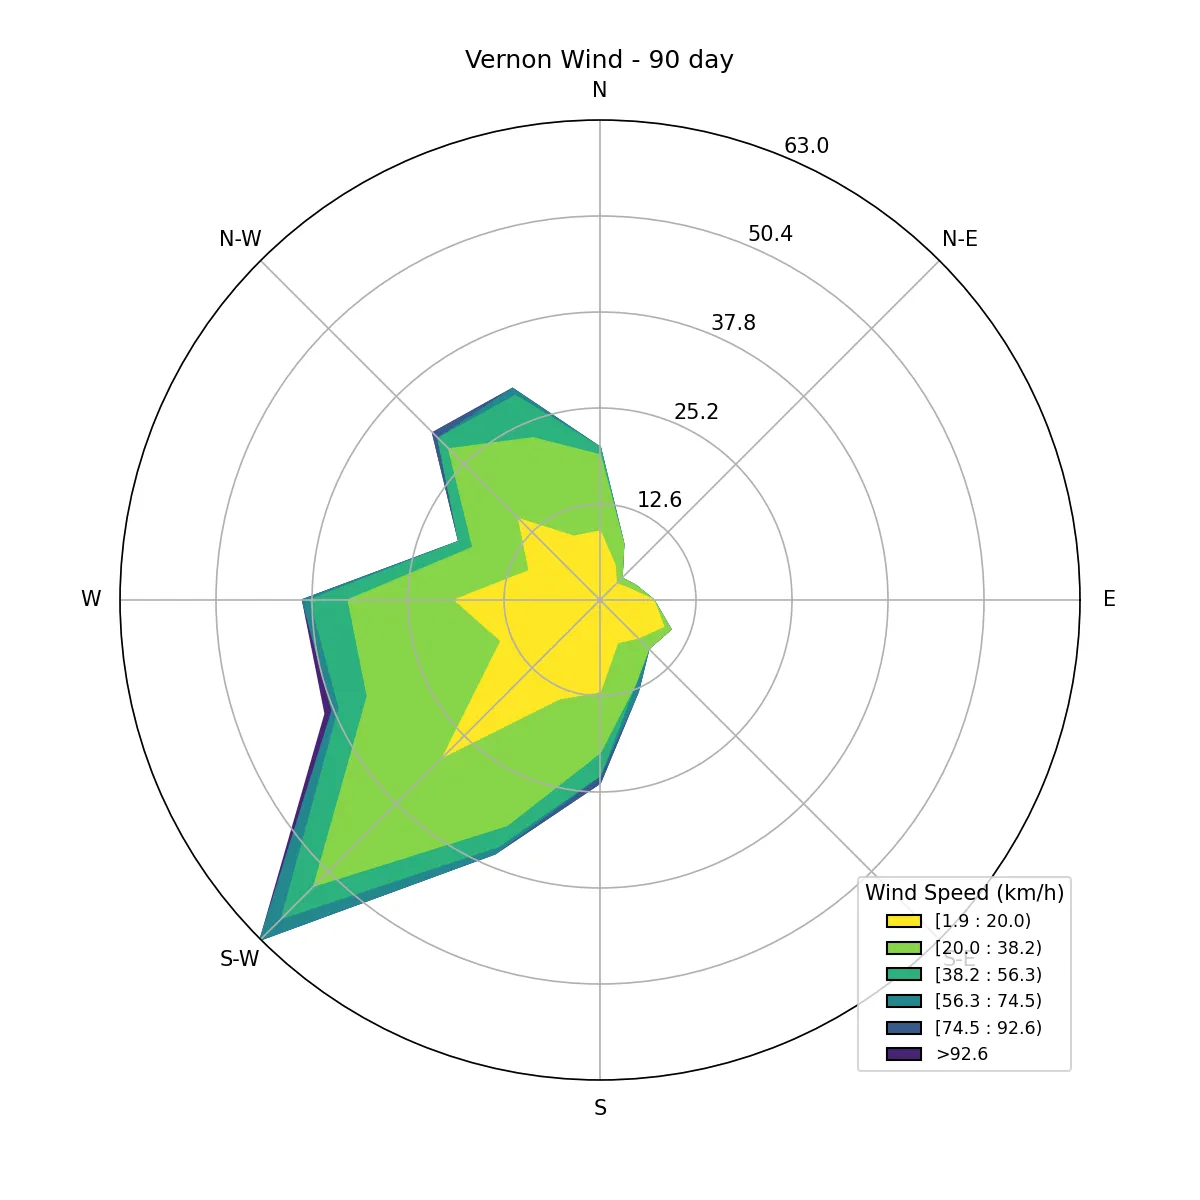 Vernon Wind - 90 day
N
63.0
N-W
50.4
N-E
37.8
25.2
12.6
W
E
S-W
S-E
S
Wind Speed (km/h)
[1.9 : 20.0)
[20.0 : 38.2)
[38.2 : 56.3)
[56.3 : 74.5)
[74.5 : 92.6)
>92.6